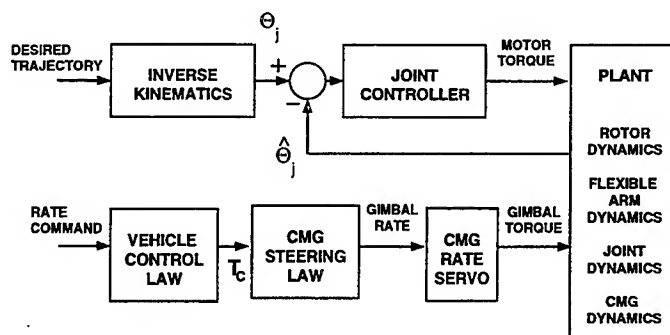 Θj
DESIRED
TRAJECTORY
INVERSE
KINEMATICS
+
−
JOINT
CONTROLLER
MOTOR
TORQUE
PLANT
Θ̂j
ROTOR
DYNAMICS
FLEXIBLE
ARM
DYNAMICS
JOINT
DYNAMICS
CMG
DYNAMICS
RATE
COMMAND
VEHICLE
CONTROL
LAW
Tc
CMG
STEERING
LAW
GIMBAL
RATE
CMG
RATE
SERVO
GIMBAL
TORQUE